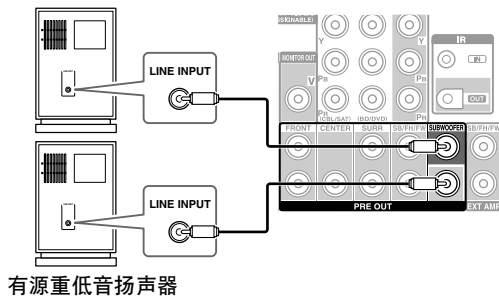 SSIGNABLE)
MONITOR OUT
V
Y
Y
PB
PB
PR
(CBL/SAT)
(BD/DVD)
PR
IR
IN
OUT
LINE INPUT
FRONT
CENTER
SURR
SB/FH/FW
SUBWOOFER
SB/FH/FW
LINE INPUT
PRE OUT
EXT AMP
有源重低音扬声器